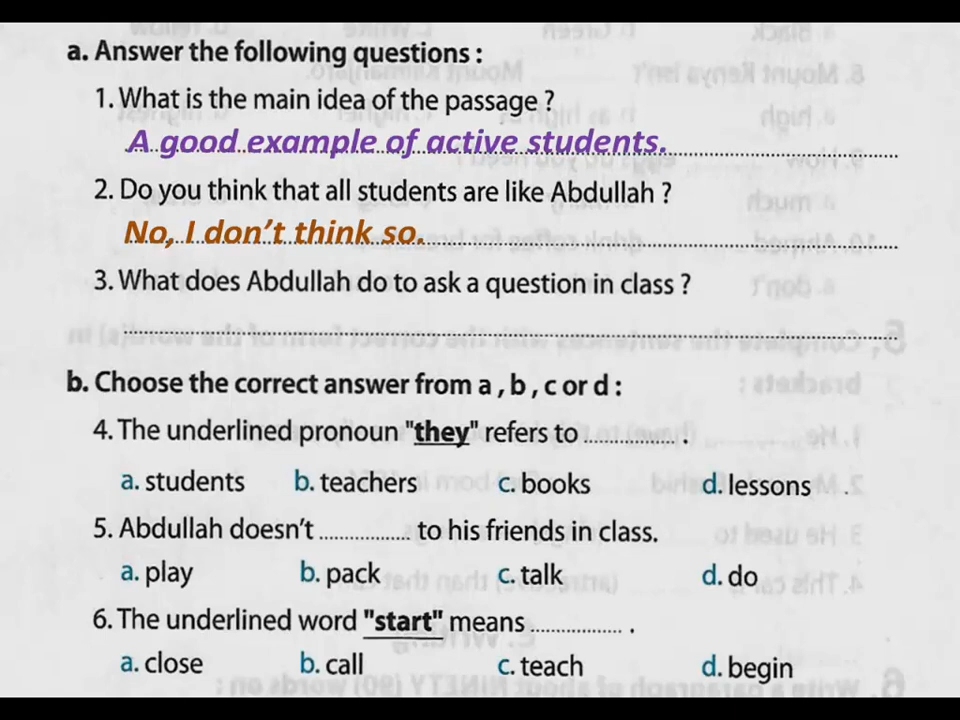 a. Answer the following questions :
1. What is the main idea of the passage ?
A good example of active students.
2. Do you think that all students are like Abdullah ?
No, I don't think so.
3. What does Abdullah do to ask a question in class ?
b. Choose the correct answer from a , b , c or d :
4. The underlined pronoun "they" refers to .............. .
a. students b. teachers c. books d. lessons
5. Abdullah doesn't .............. to his friends in class.
a. play b. pack c. talk d. do
6. The underlined word "start" means .............. .
a. close b. call c. teach d. begin